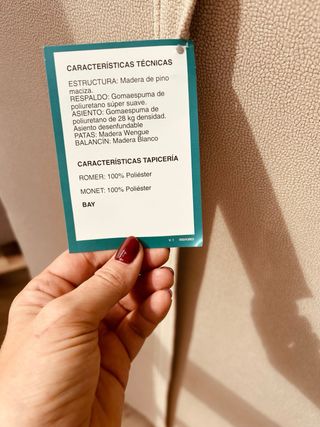 CARACTERÍSTICAS TÉCNICAS
ESTRUCTURA: Madera de pino
maciza.
RESPALDO: Gomaespuma de
poliuretano súper suave.
ASIENTO: Gomaespuma de
poliuretano de 28 kg densidad.
Asiento desenfundable
PATAS: Madera Wengue
BALANCIN: Madera Blanco
CARACTERÍSTICAS TAPICERÍA
ROMER: 100% Poliéster
MONET: 100% Poliéster
BAY